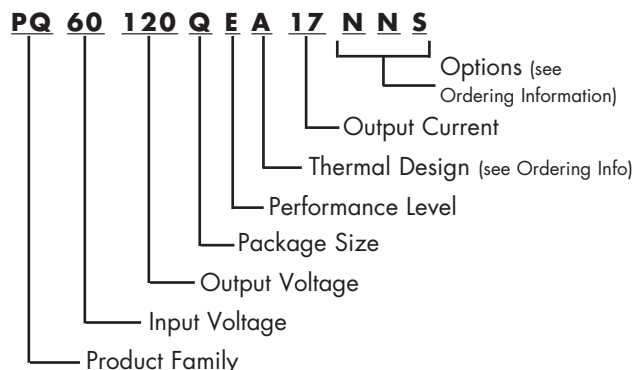 PQ 60 120 Q E A 17 N N S
Options (see
Ordering Information)
Output Current
Thermal Design (see Ordering Info)
Performance Level
Package Size
Output Voltage
Input Voltage
Product Family